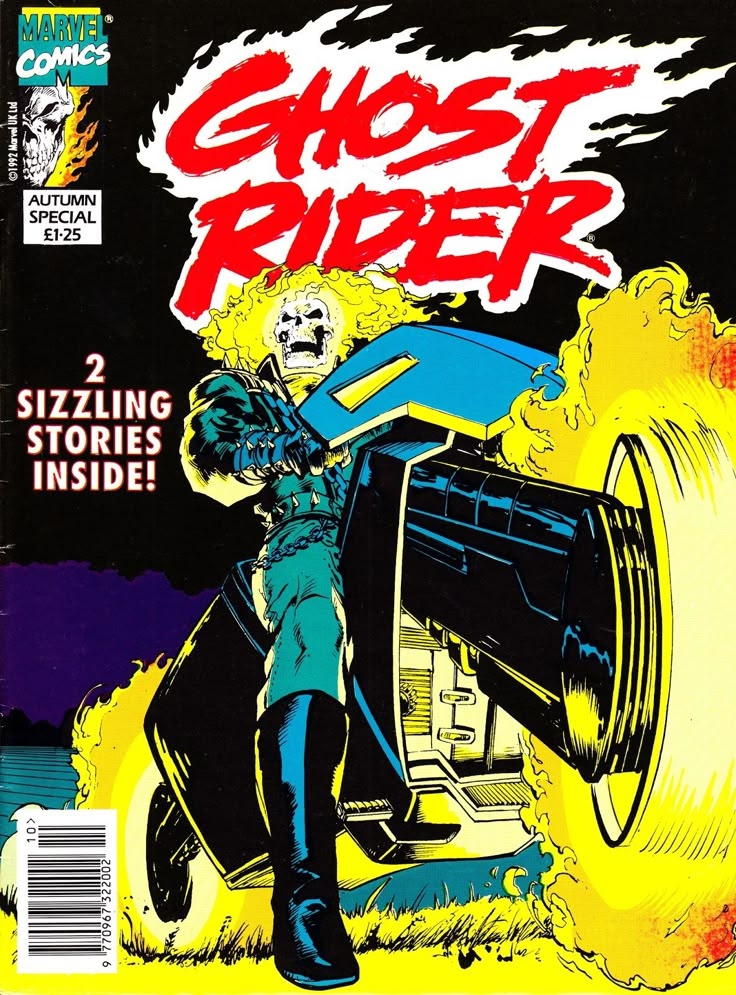 MARVEL®
COMICS
M
©1992 Marvel UK Ltd
AUTUMN
SPECIAL
£1·25
GHOST
RIDER®
2
SIZZLING
STORIES
INSIDE!
10>
9 770967 322002